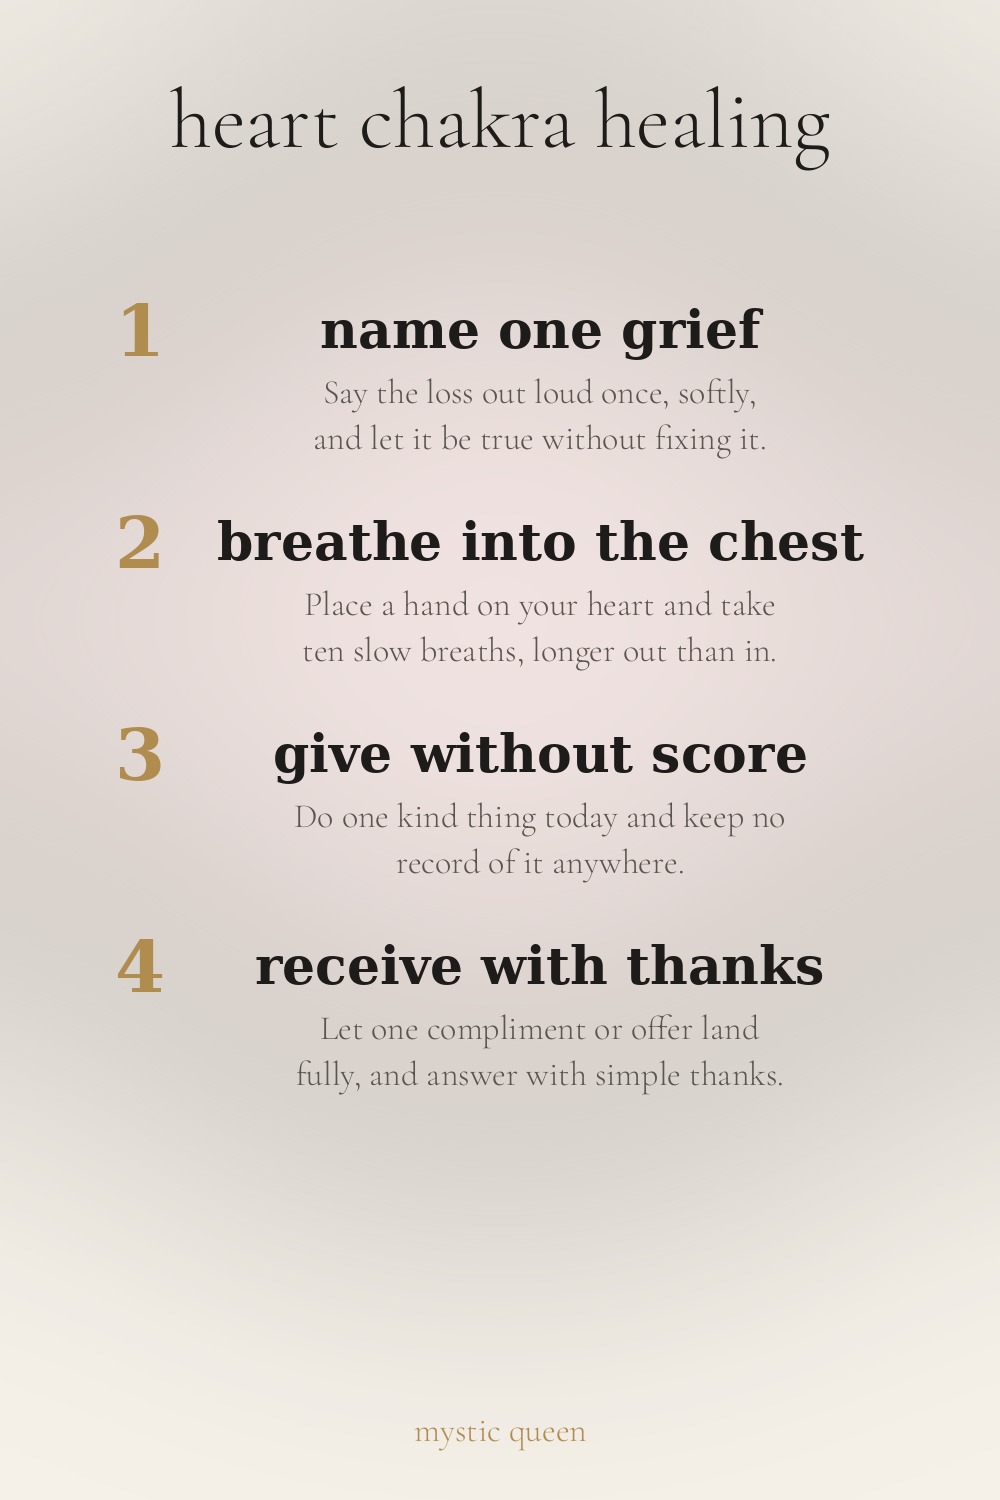 heart chakra healing
1 name one grief
Say the loss out loud once, softly,
and let it be true without fixing it.
2 breathe into the chest
Place a hand on your heart and take
ten slow breaths, longer out than in.
3 give without score
Do one kind thing today and keep no
record of it anywhere.
4 receive with thanks
Let one compliment or offer land
fully, and answer with simple thanks.
mystic queen